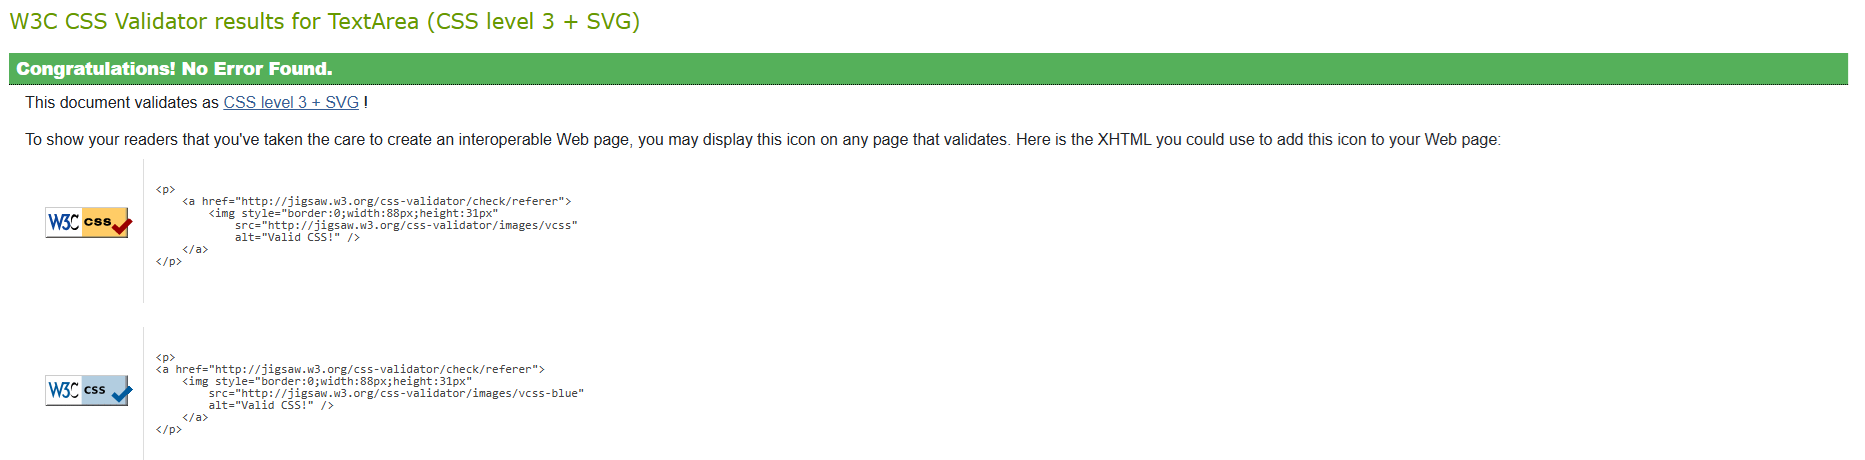 W3C CSS Validator results for TextArea (CSS level 3 + SVG)
Congratulations! No Error Found.
This document validates as CSS level 3 + SVG !
To show your readers that you've taken the care to create an interoperable Web page, you may display this icon on any page that validates. Here is the XHTML you could use to add this icon to your Web page:
W3C css
<p>
    <a href="http://jigsaw.w3.org/css-validator/check/referer">
        <img style="border:0;width:88px;height:31px"
            src="http://jigsaw.w3.org/css-validator/images/vcss"
            alt="Valid CSS!" />
    </a>
</p>
W3C css
<p>
<a href="http://jigsaw.w3.org/css-validator/check/referer">
    <img style="border:0;width:88px;height:31px"
        src="http://jigsaw.w3.org/css-validator/images/vcss-blue"
        alt="Valid CSS!" />
    </a>
</p>